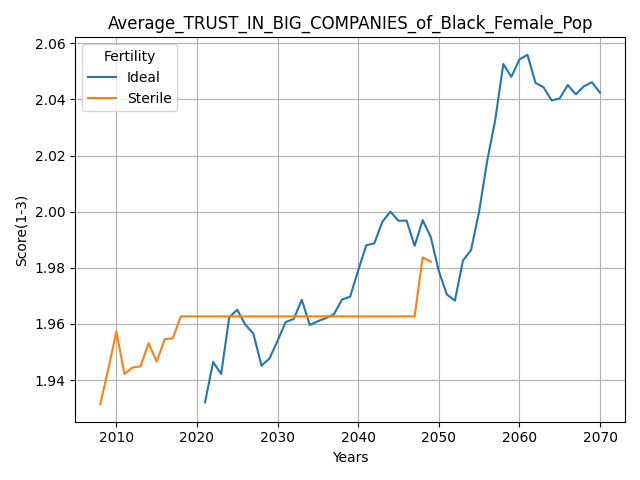 Average_TRUST_IN_BIG_COMPANIES_of_Black_Female_Pop
Fertility
Ideal
Sterile
Score(1-3)
2.06
2.04
2.02
2.00
1.98
1.96
1.94
2010 2020 2030 2040 2050 2060 2070
Years